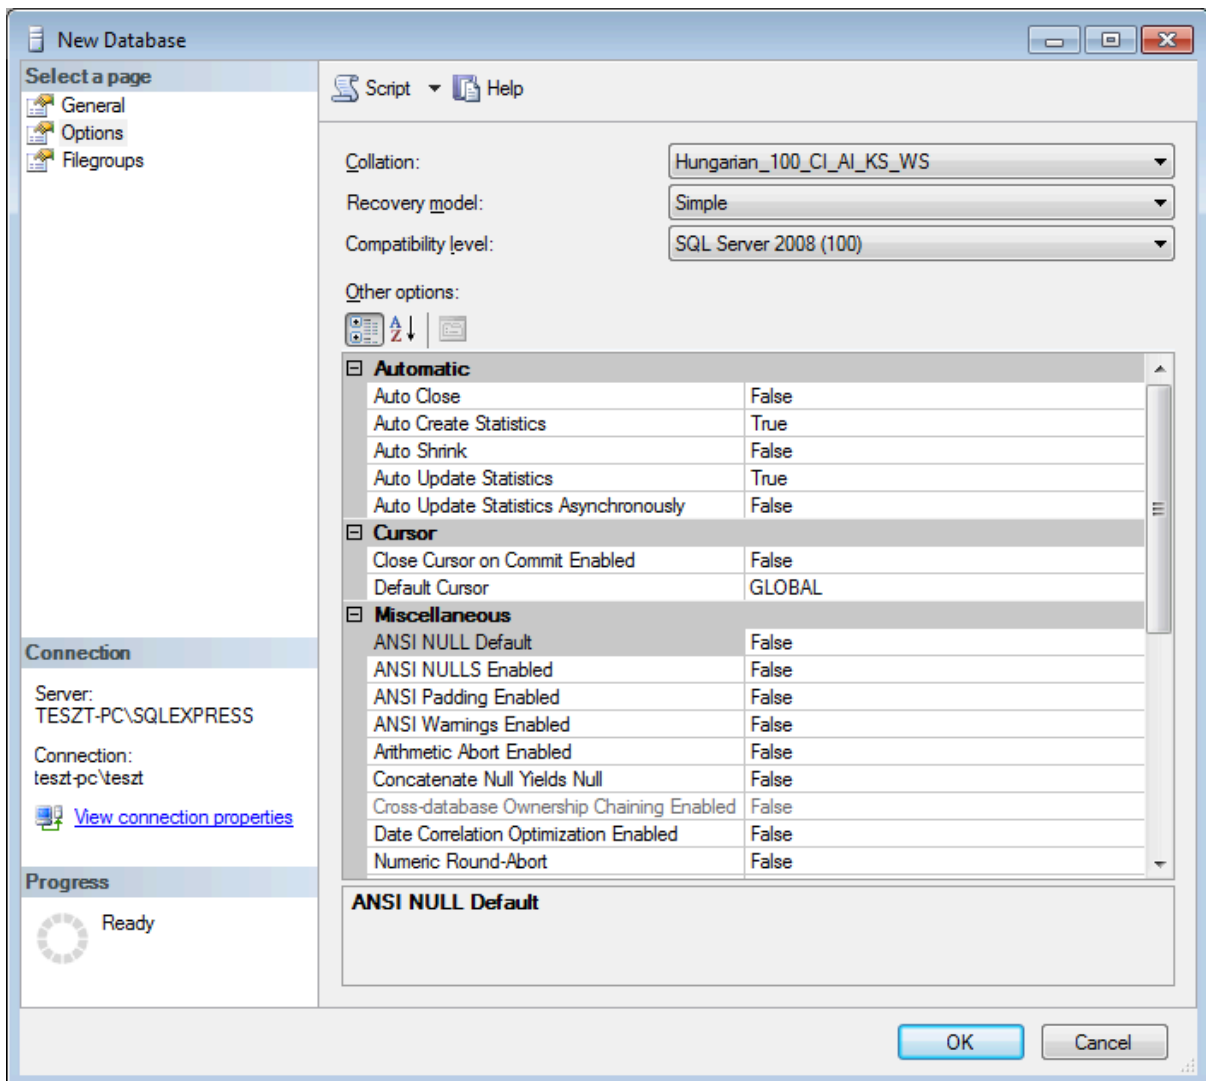 New Database
Select a page
General
Options
Filegroups
Script Help
Collation: Hungarian_100_CI_AI_KS_WS
Recovery model: Simple
Compatibility level: SQL Server 2008 (100)
Other options:
Automatic
Auto Close False
Auto Create Statistics True
Auto Shrink False
Auto Update Statistics True
Auto Update Statistics Asynchronously False
Cursor
Close Cursor on Commit Enabled False
Default Cursor GLOBAL
Miscellaneous
ANSI NULL Default False
ANSI NULLS Enabled False
ANSI Padding Enabled False
ANSI Warnings Enabled False
Arithmetic Abort Enabled False
Concatenate Null Yields Null False
Cross-database Ownership Chaining Enabled False
Date Correlation Optimization Enabled False
Numeric Round-Abort False
ANSI NULL Default
Connection
Server:
TESZT-PC\SQLEXPRESS
Connection:
teszt-pc\teszt
View connection properties
Progress
Ready
OK Cancel